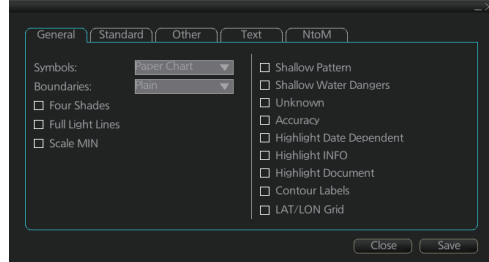 General Standard Other Text NtoM
Symbols: Paper Chart
Boundaries: Plain
Four Shades
Full Light Lines
Scale MIN
Shallow Pattern
Shallow Water Dangers
Unknown
Accuracy
Highlight Date Dependent
Highlight INFO
Highlight Document
Contour Labels
LAT/LON Grid
Close Save